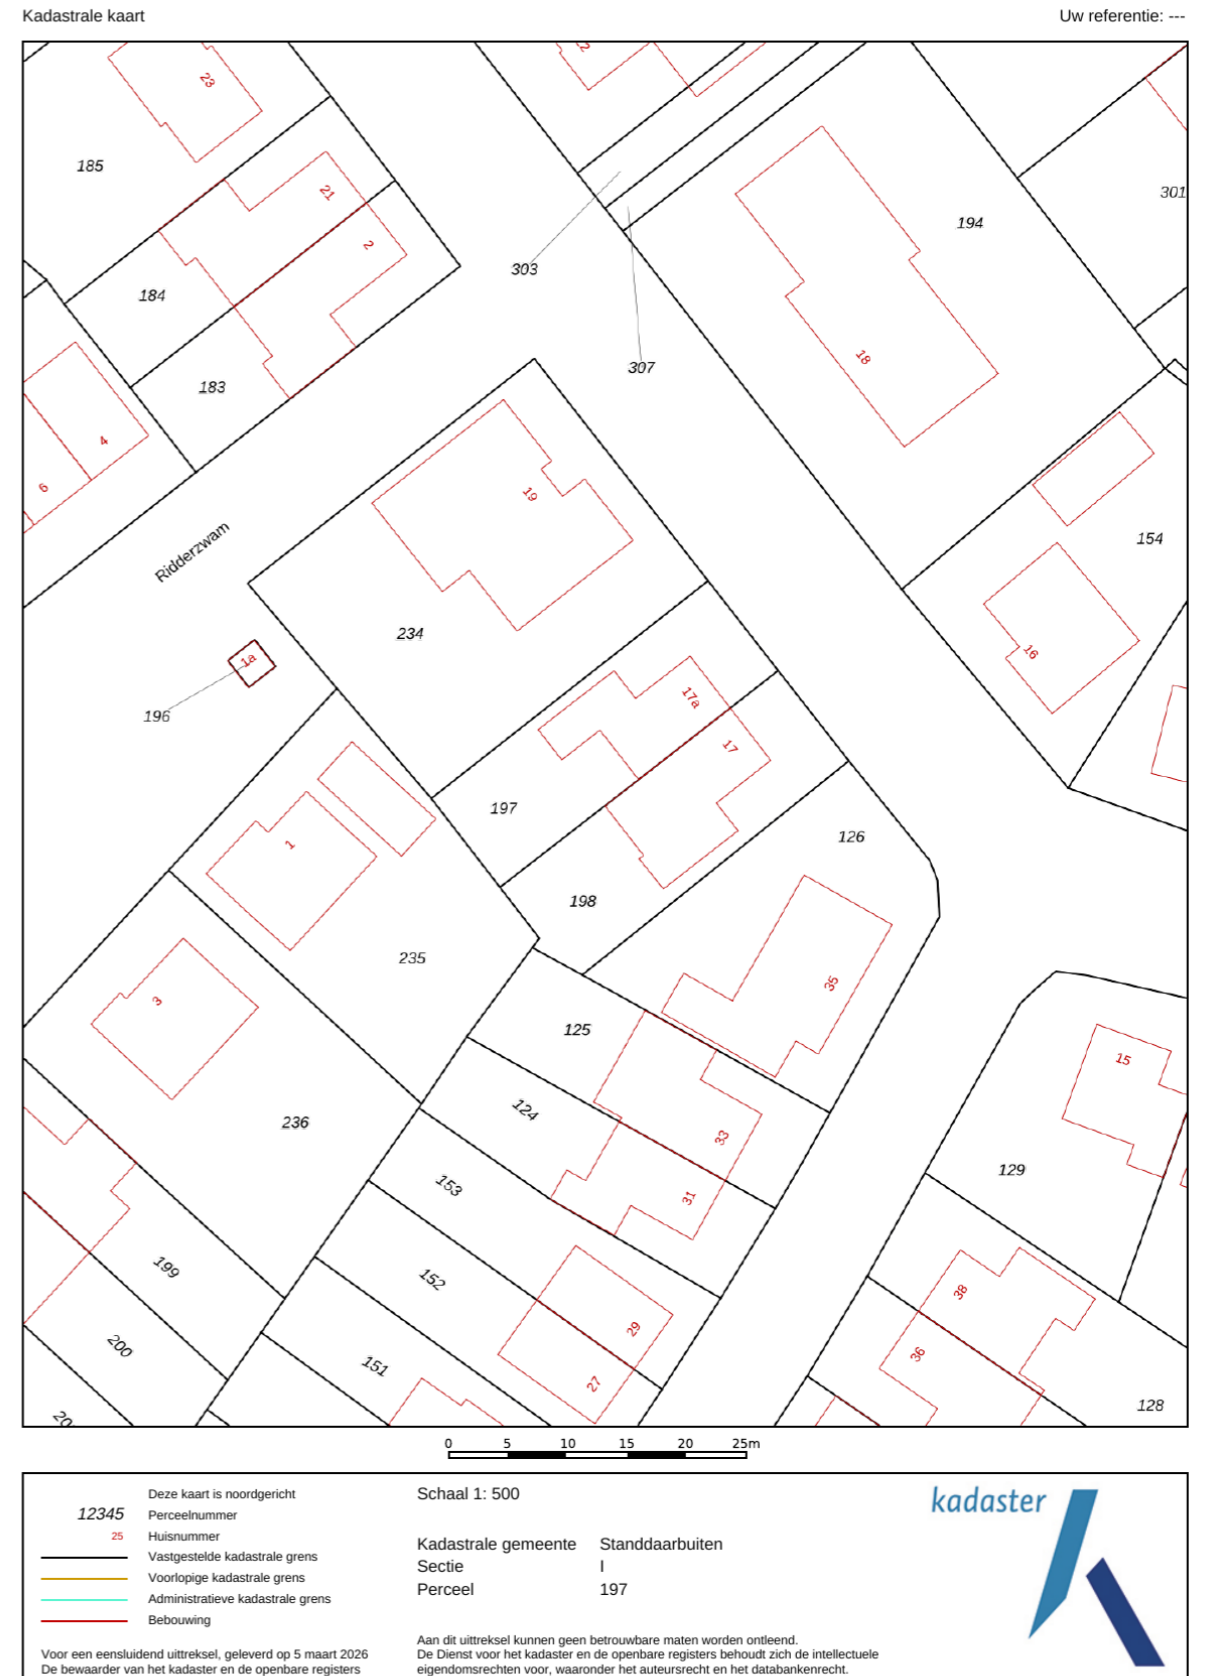 Kadastrale kaart
Uw referentie: ---
23
185
21
2
184
183
4
6
303
307
194
301
18
154
16
Ridderzwam
19
234
1a
196
17a
17
197
198
126
1
235
3
236
35
125
124
33
31
153
152
151
29
27
199
200
20
15
129
38
36
128
0 5 10 15 20 25m
Deze kaart is noordgericht
12345 Perceelnummer
25 Huisnummer
Vastgestelde kadastrale grens
Voorlopige kadastrale grens
Administratieve kadastrale grens
Bebouwing
Voor een eensluidend uittreksel, geleverd op 5 maart 2026
De bewaarder van het kadaster en de openbare registers
Schaal 1: 500
Kadastrale gemeente Standdaarbuiten
Sectie I
Perceel 197
Aan dit uittreksel kunnen geen betrouwbare maten worden ontleend.
De Dienst voor het kadaster en de openbare registers behoudt zich de intellectuele
eigendomsrechten voor, waaronder het auteursrecht en het databankenrecht.
kadaster